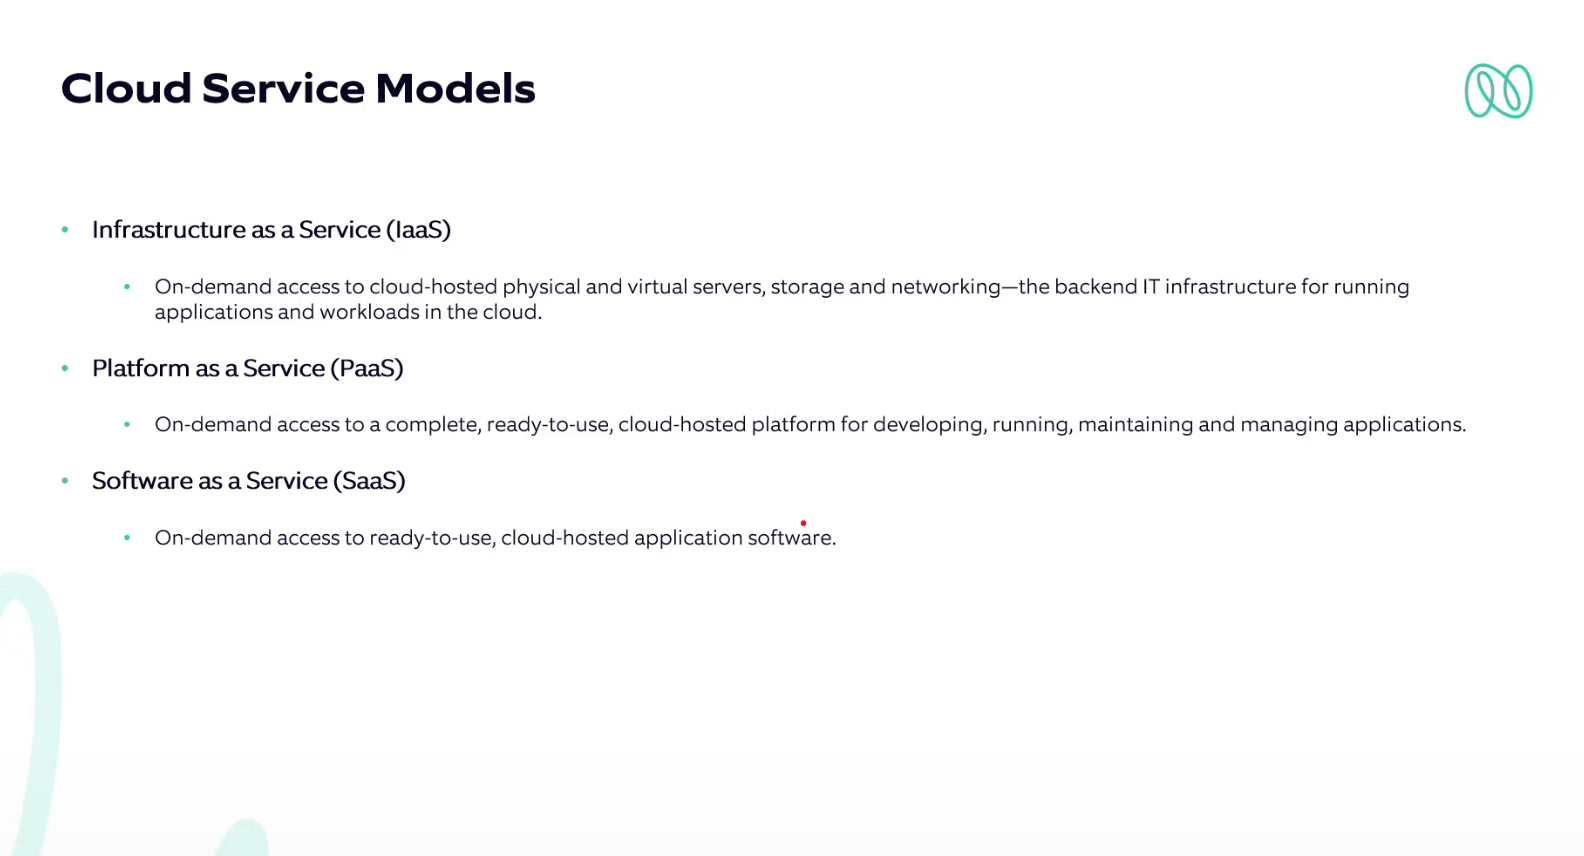 Cloud Service Models
• Infrastructure as a Service (IaaS)
• On-demand access to cloud-hosted physical and virtual servers, storage and networking—the backend IT infrastructure for running
applications and workloads in the cloud.
• Platform as a Service (PaaS)
• On-demand access to a complete, ready-to-use, cloud-hosted platform for developing, running, maintaining and managing applications.
• Software as a Service (SaaS)
• On-demand access to ready-to-use, cloud-hosted application software.